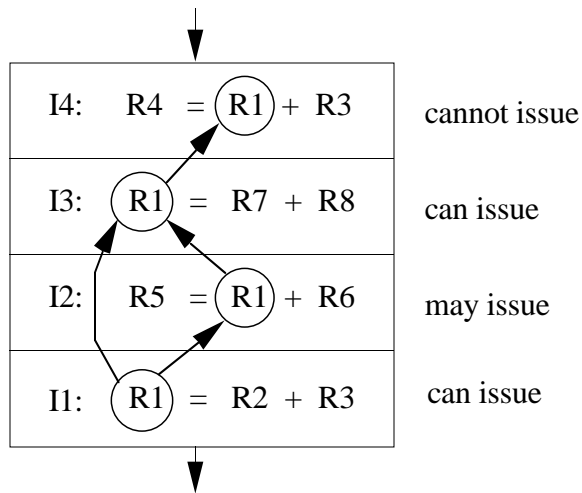 I4: R4 = R1 + R3 cannot issue
I3: R1 = R7 + R8 can issue
I2: R5 = R1 + R6 may issue
I1: R1 = R2 + R3 can issue